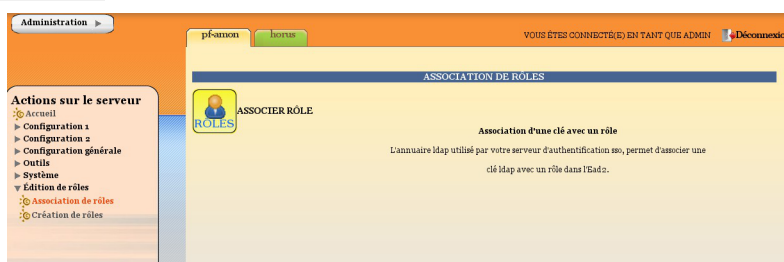 Administration
pf-amon
horus
VOUS ÊTES CONNECTÉ(E) EN TANT QUE ADMIN
Déconnexio
ASSOCIATION DE RÔLES
Actions sur le serveur
Accueil
Configuration 1
Configuration 2
Configuration générale
Outils
Système
Édition de rôles
Association de rôles
Création de rôles
RÔLES
ASSOCIER RÔLE
Association d'une clé avec un rôle
L'annuaire ldap utilisé par votre serveur d'authentification sso, permet d'associer une
clé ldap avec un rôle dans l'Ead2.